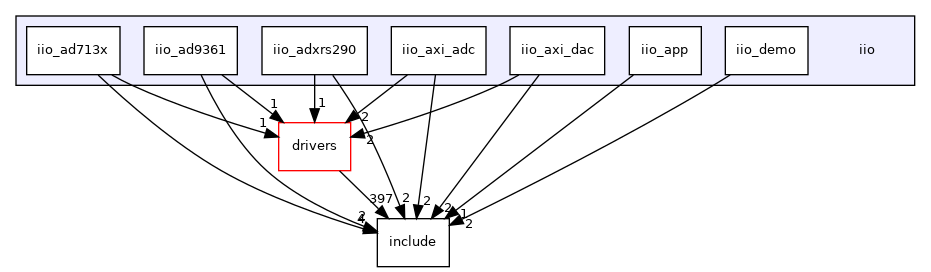 iio_ad713x
iio_ad9361
iio_adxrs290
iio_axi_adc
iio_axi_dac
iio_app
iio_demo
iio
1
1
1
2
2
drivers
397
2
2
2
1
2
2
include